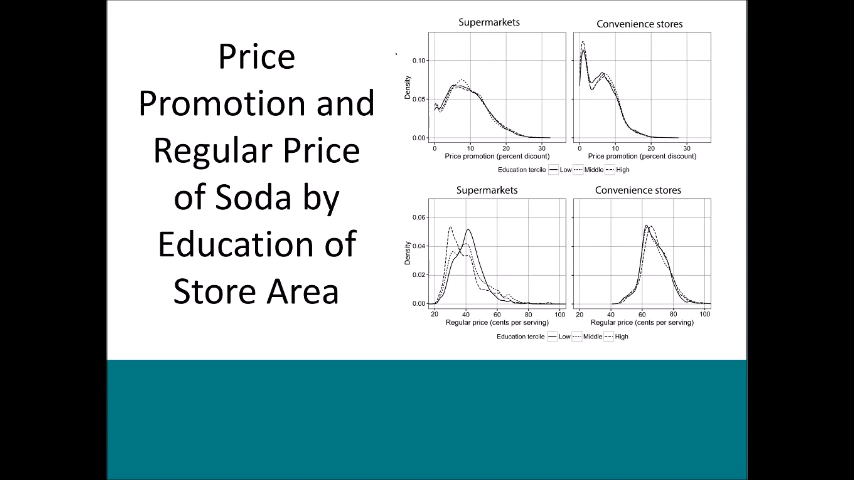 Price
Promotion and
Regular Price
of Soda by
Education of
Store Area
Supermarkets
Convenience stores
Density
0.10
0.05
0.00
0
10
20
30
0
10
20
30
Price promotion (percent dicount)
Price promotion (percent discount)
Education tercile Low Middle High
Supermarkets
Convenience stores
Density
0.06
0.04
0.02
0.00
20
40
60
80
100
20
40
60
80
100
Regular price (cents per serving)
Regular price (cents per serving)
Education tercile Low Middle High